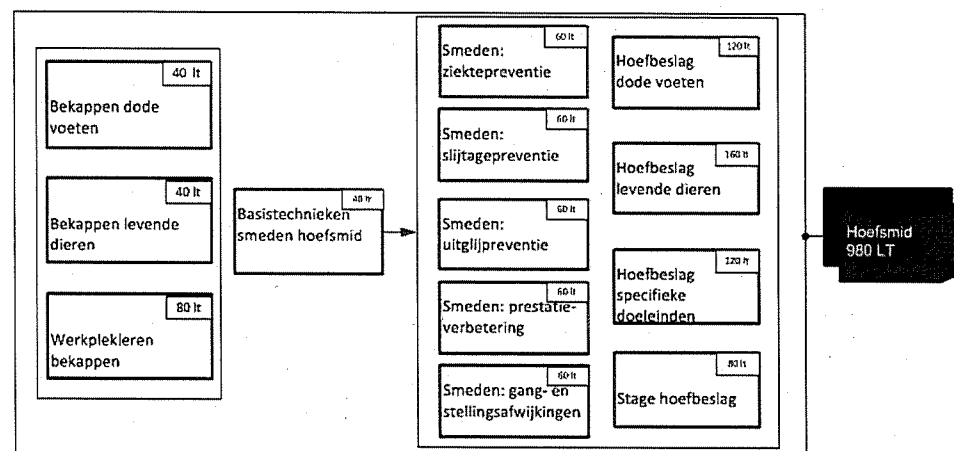 40 lt
Bekappen dode
voeten
40 lt
Bekappen levende
dieren
80 lt
Werkplekleren
bekappen
40 lt
Basistechnieken
smeden hoefsmid
60 lt
Smeden:
ziektepreventie
60 lt
Smeden:
slijtagepreventie
60 lt
Smeden:
uitglijpreventie
60 lt
Smeden: prestatie-
verbetering
60 lt
Smeden: gang- en
stellingsafwijkingen
120 lt
Hoefbeslag
dode voeten
160 lt
Hoefbeslag
levende dieren
120 lt
Hoefbeslag
specifieke
doeleinden
80 lt
Stage hoefbeslag
Hoefsmid
980 LT